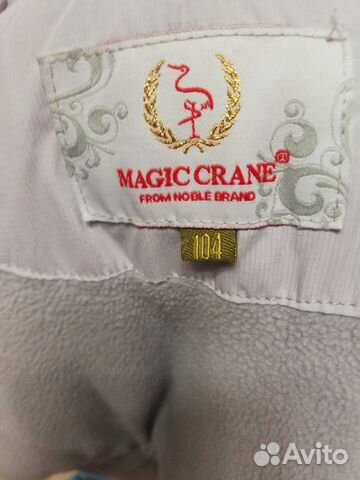 MAGIC CRANE®
FROM NOBLE BRAND
104
Avito